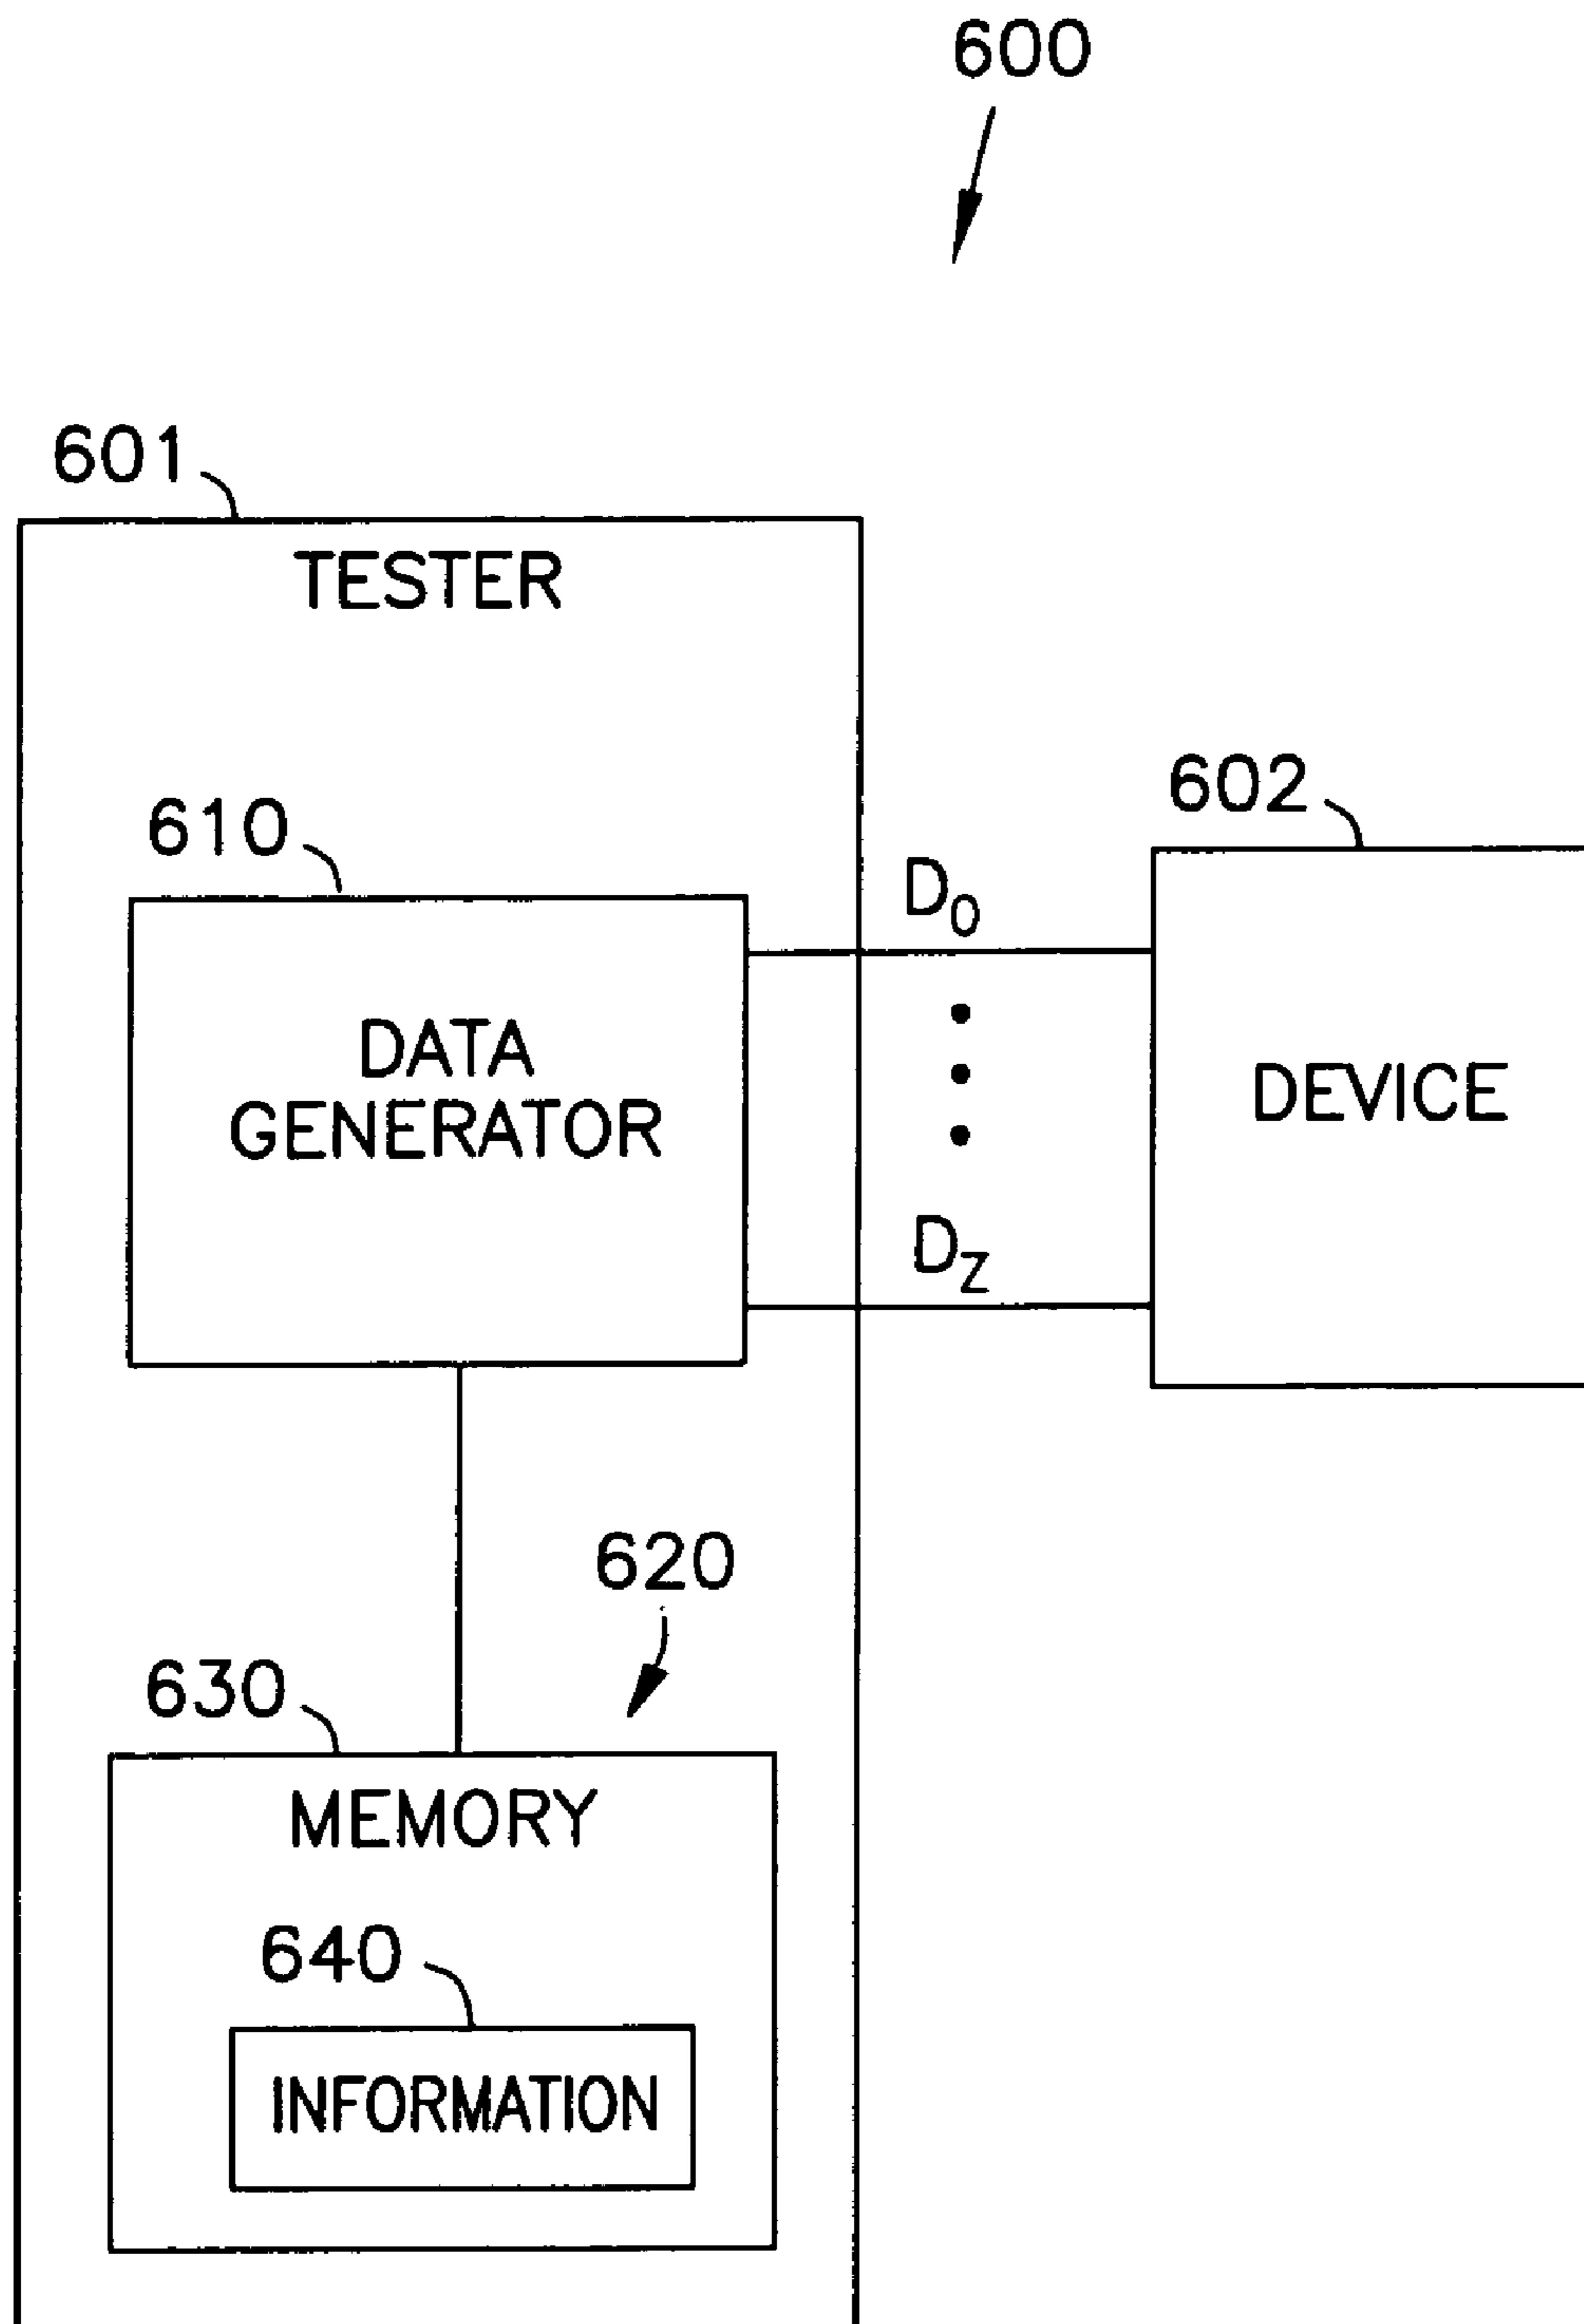 600
601
TESTER
602
610
D0
DATA
GENERATOR
DEVICE
DZ
620
630
MEMORY
640
INFORMATION